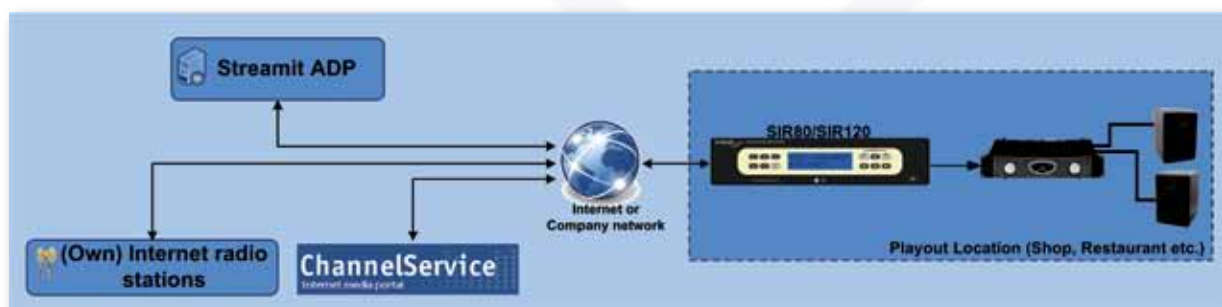 Streamit ADP
SIR80/SIR120
Internet or
Company network
(Own) Internet radio
stations
ChannelService
Internet media portal
Playout Location (Shop, Restaurant etc.)